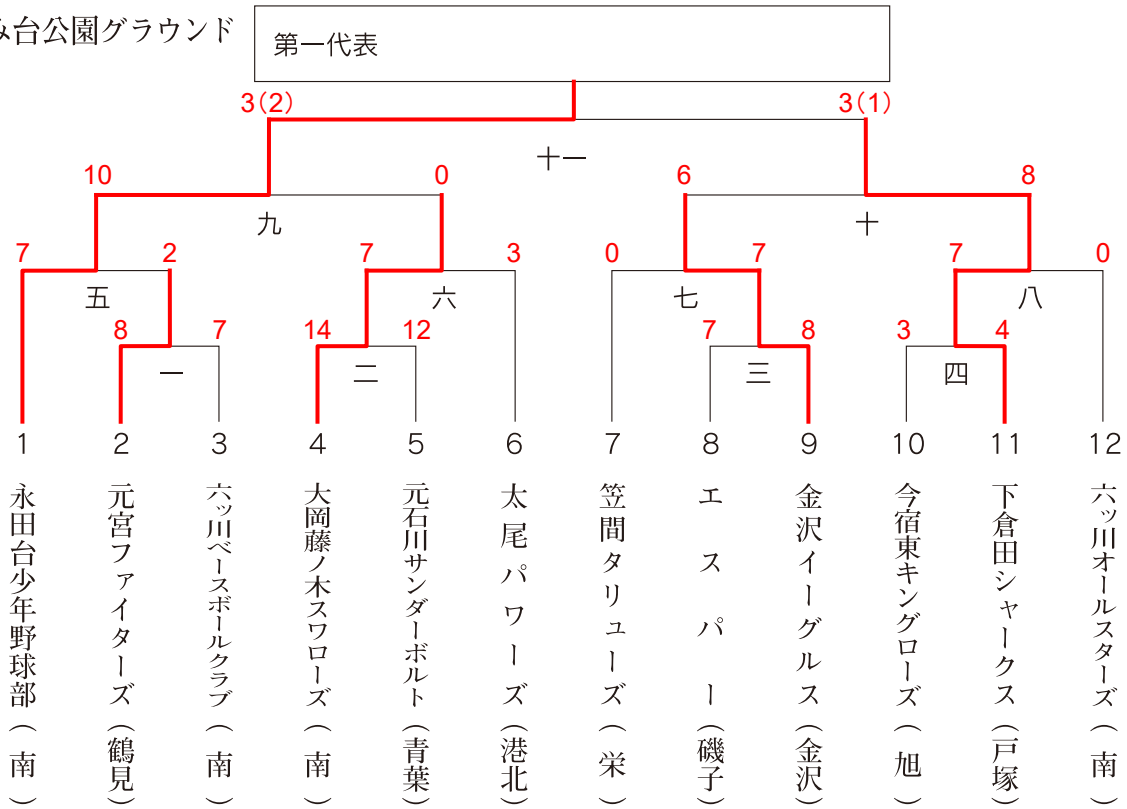 み台公園グラウンド
第一代表
3(2)
3(1)
十一
10
0
6
8
九
十
7
2
7
3
0
7
7
0
五
六
七
八
8
7
14
12
7
8
3
4
一
二
三
四
1
2
3
4
5
6
7
8
9
10
11
12
永田台少年野球部(南)
元宮ファイターズ(鶴見)
六ッ川ベースボールクラブ(南)
大岡藤ノ木スワローズ(南)
元石川サンダーボルト(青葉)
太尾パワーズ(港北)
笠間タリューズ(栄)
エスパー(磯子)
金沢イーグルス(金沢)
今宿東キングローズ(旭)
下倉田シャークス(戸塚)
六ッ川オールスターズ(南)